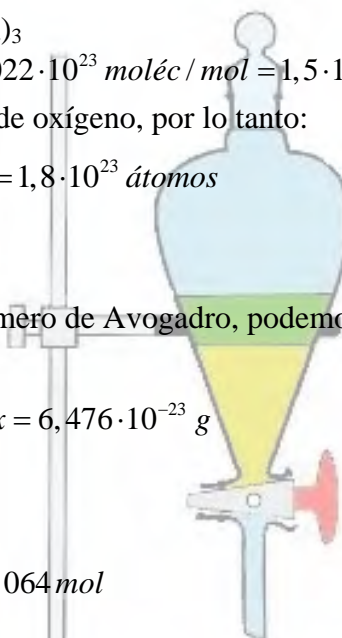 )₃
022·10²³ moléc / mol = 1,5·1
de oxígeno, por lo tanto:
= 1,8·10²³ átomos
mero de Avogadro, podemo
x = 6,476·10⁻²³ g
064 mol